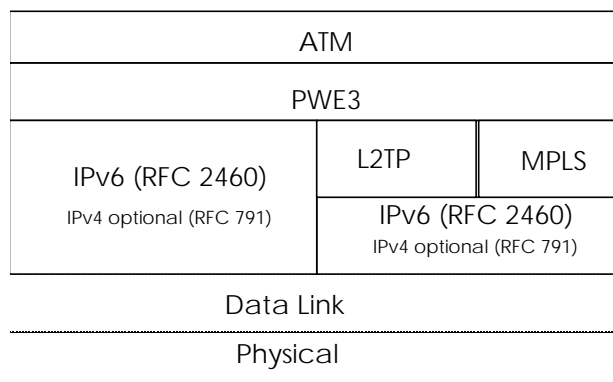 ATM
PWE3
IPv6 (RFC 2460)
IPv4 optional (RFC 791)
L2TP
MPLS
IPv6 (RFC 2460)
IPv4 optional (RFC 791)
Data Link
Physical